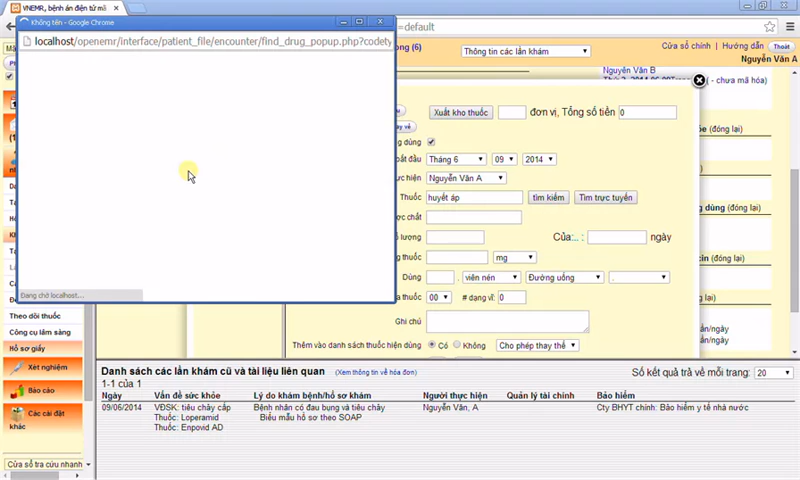 VNEMR, bệnh án điện tử mã
Không tên - Google Chrome
localhost/openemr/interface/patient_file/encounter/find_drug_popup.php?codety
=default
(6)
Thông tin các lần khám
Cửa sổ chính | Hướng dẫn Thoát
Nguyễn Văn A
Nguyễn Văn B
- chưa mã hóa)
Xuất kho thuốc đơn vị, Tổng số tiền 0
Tháng 6 09 2014
Nguyễn Văn A
Thuốc huyết áp tìm kiếm Tìm trực tuyến
Của:.. : ngày
mg
Dùng . viên nén Đường uống .
00 # dạng vỉ: 0
Ghi chú
Thêm vào danh sách thuốc hiện dùng Có Không Cho phép thay thế
(đóng lại)
(đóng lại)
(đóng lại)
(đóng lại)
Đang chờ localhost...
Theo dõi thuốc
Công cụ lâm sàng
Hồ sơ giấy
Xét nghiệm
Báo cáo
Các cài đặt
khác
Cửa sổ tra cứu nhanh
Danh sách các lần khám cũ và tài liệu liên quan (Xem thông tin về hóa đơn) Số kết quả trả về mỗi trang: 20
1-1 của 1
Ngày Vấn đề sức khỏe Lý do khám bệnh/hồ sơ khám Người thực hiện Quản lý tài chính Bảo hiểm
09/06/2014 VĐSK: tiêu chảy cấp Bệnh nhân có đau bụng và tiêu chảy Nguyễn Văn, A Cty BHYT chính: Bảo hiểm y tế nhà nước
Thuốc: Loperamid Biểu mẫu hồ sơ theo SOAP
Thuốc: Enpovid AD